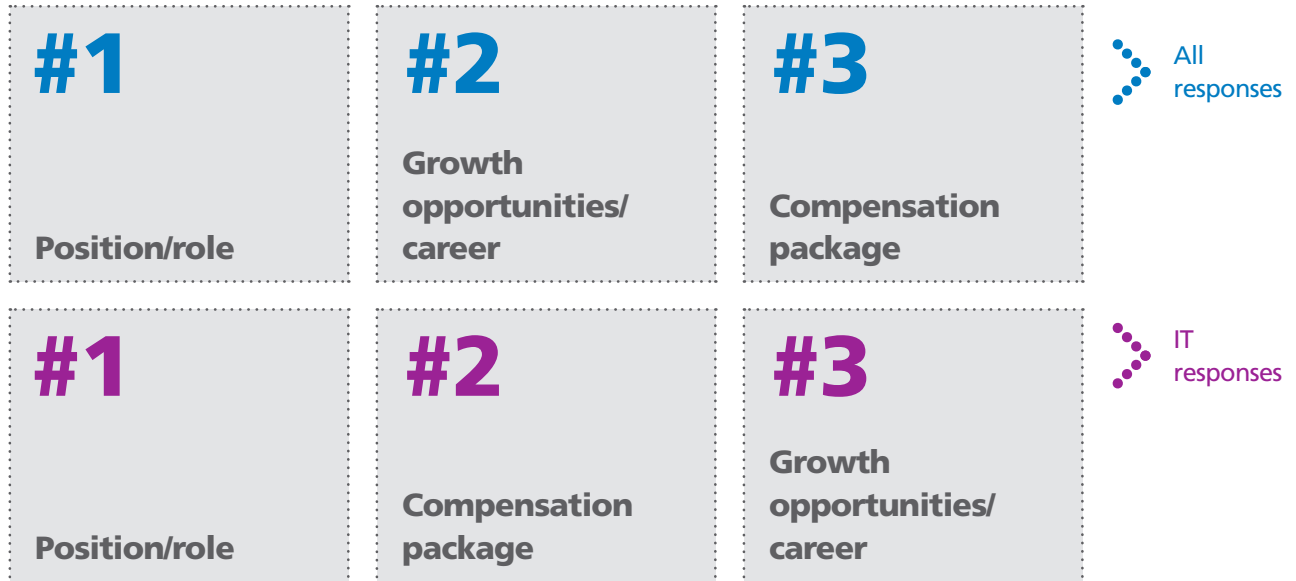 #1
#2
#3
All
responses
Position/role
Growth
opportunities/
career
Compensation
package
#1
#2
#3
IT
responses
Position/role
Compensation
package
Growth
opportunities/
career